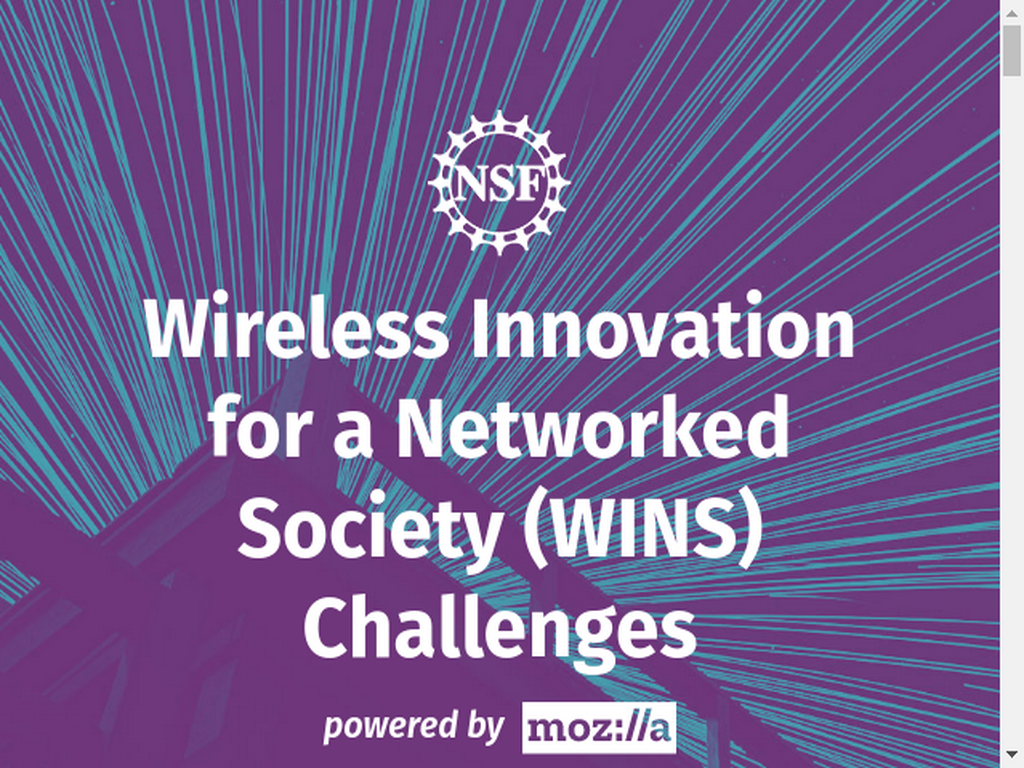 NSF
Wireless Innovation
for a Networked
Society (WINS)
Challenges
powered by moz://a